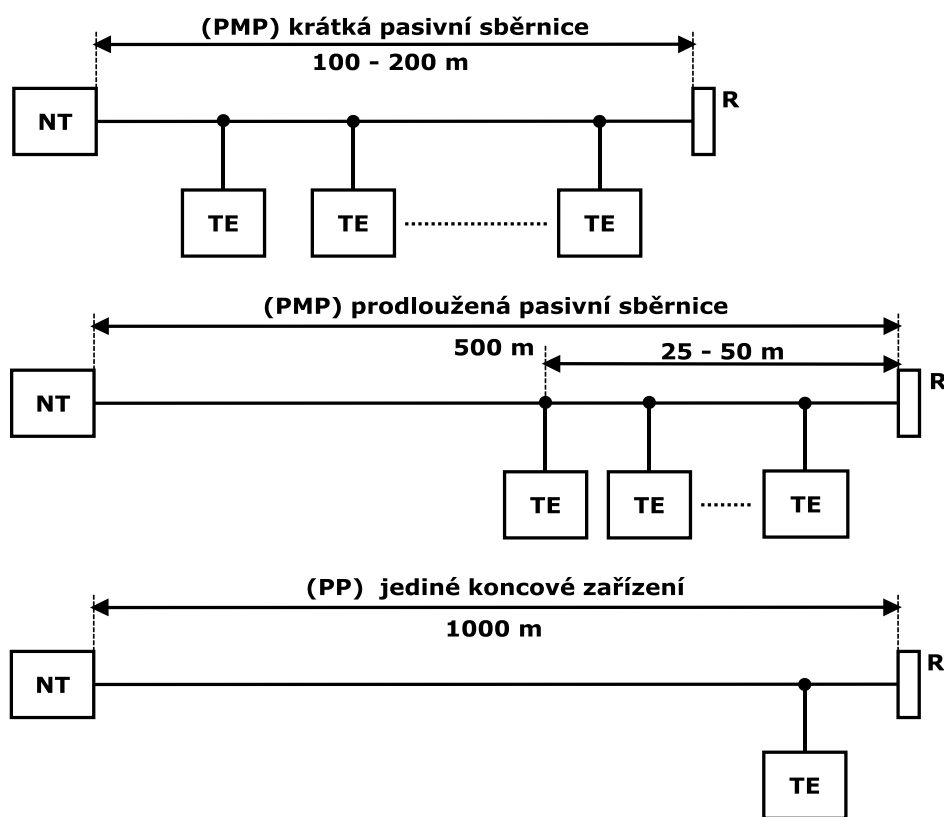 (PMP) krátká pasivní sběrnice
100 - 200 m
R
NT
TE TE TE
(PMP) prodloužená pasivní sběrnice
500 m 25 - 50 m
R
NT
TE TE TE
(PP) jediné koncové zařízení
1000 m
R
NT
TE